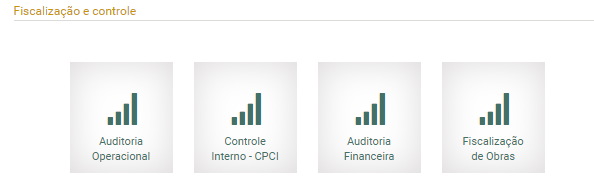 Fiscalização e controle
Auditoria
Operacional
Controle
Interno - CPCI
Auditoria
Financeira
Fiscalização
de Obras